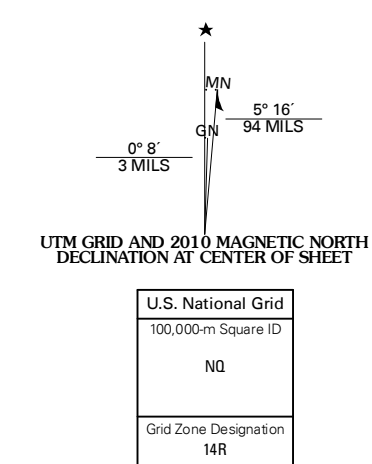 MN
5° 16´
94 MILS
GN
0° 8´
3 MILS
UTM GRID AND 2010 MAGNETIC NORTH
DECLINATION AT CENTER OF SHEET
U.S. National Grid
100,000-m Square ID
NQ
Grid Zone Designation
14R